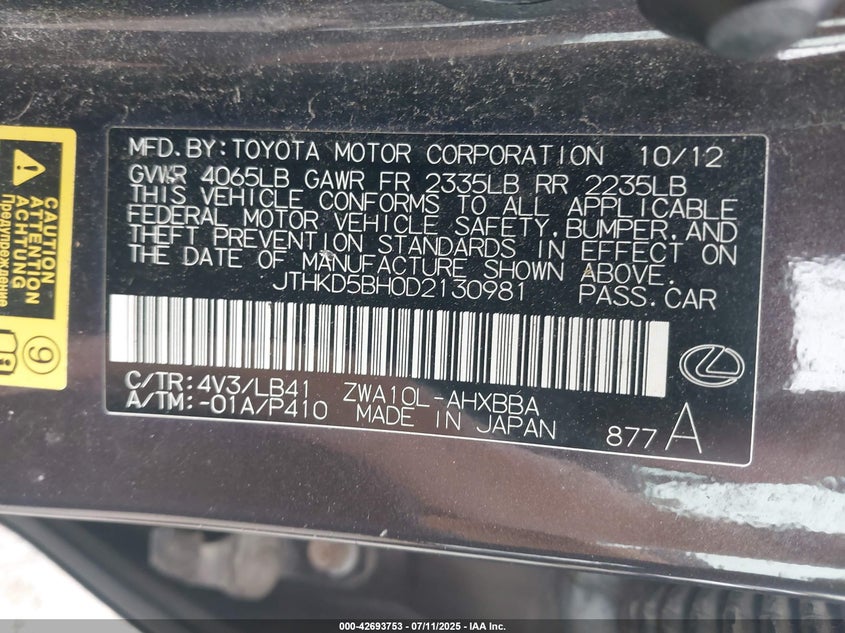 MFD.BY:TOYOTA MOTOR CORPORATION 10/12
GVWR 4065LB GAWR FR 2335LB RR 2235LB
THIS VEHICLE CONFORMS TO ALL APPLICABLE
FEDERAL MOTOR VEHICLE SAFETY,BUMPER,AND
THEFT PREVENTION STANDARDS IN EFFECT ON
THE DATE OF MANUFACTURE SHOWN ABOVE.
JTHKD5BH0D2130981 PASS.CAR
C/TR:4V3/LB41 ZWA10L-AHXBBA
A/TM:-01A/P410 MADE IN JAPAN 877 A
CAUTION
ATTENTION
ACHTUNG
Предупреждение
9
000-42693753 - 07/11/2025 - IAA Inc.